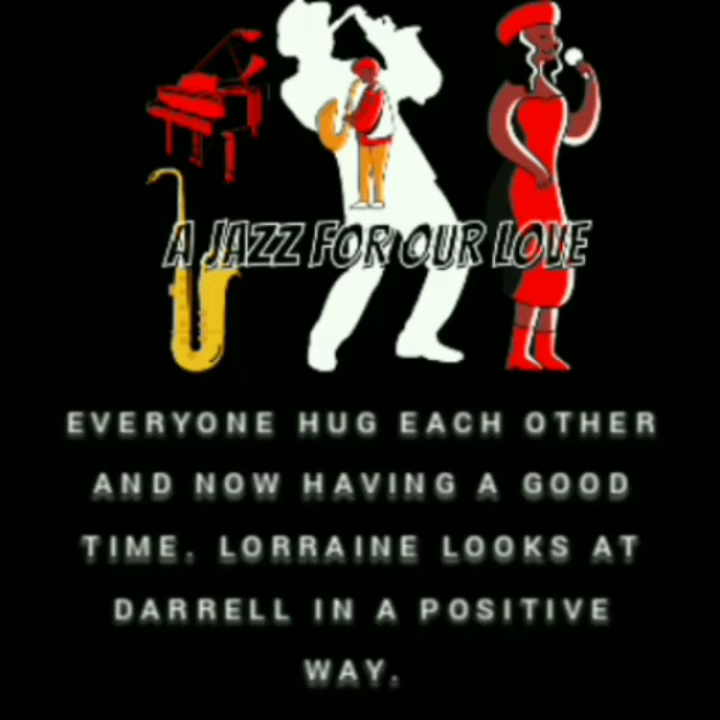 A JAZZ FOR OUR LOVE
EVERYONE HUG EACH OTHER
AND NOW HAVING A GOOD
TIME. LORRAINE LOOKS AT
DARRELL IN A POSITIVE
WAY.